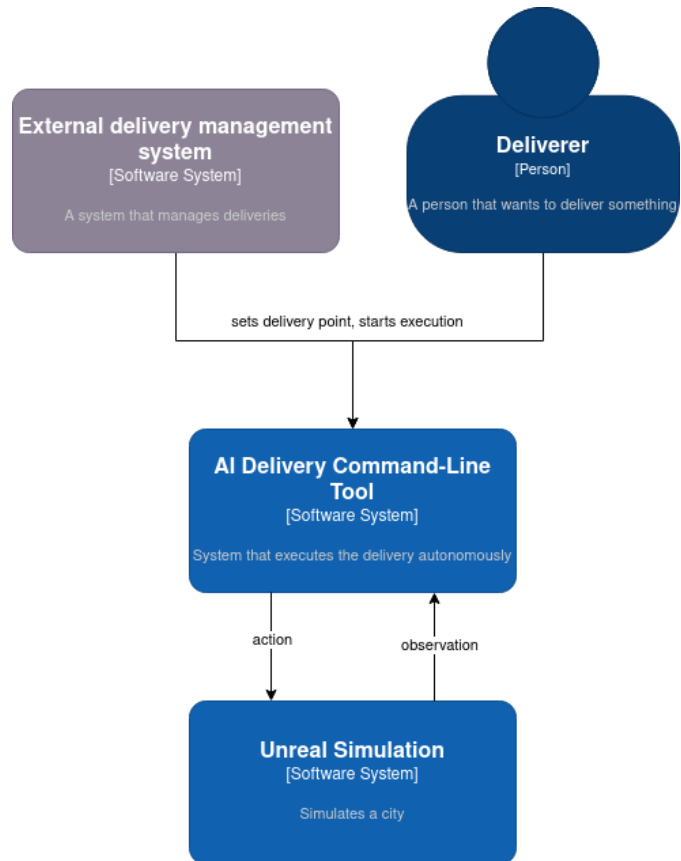 External delivery management
system
[Software System]
A system that manages deliveries
Deliverer
[Person]
A person that wants to deliver something
sets delivery point, starts execution
AI Delivery Command-Line
Tool
[Software System]
System that executes the delivery autonomously
action
observation
Unreal Simulation
[Software System]
Simulates a city